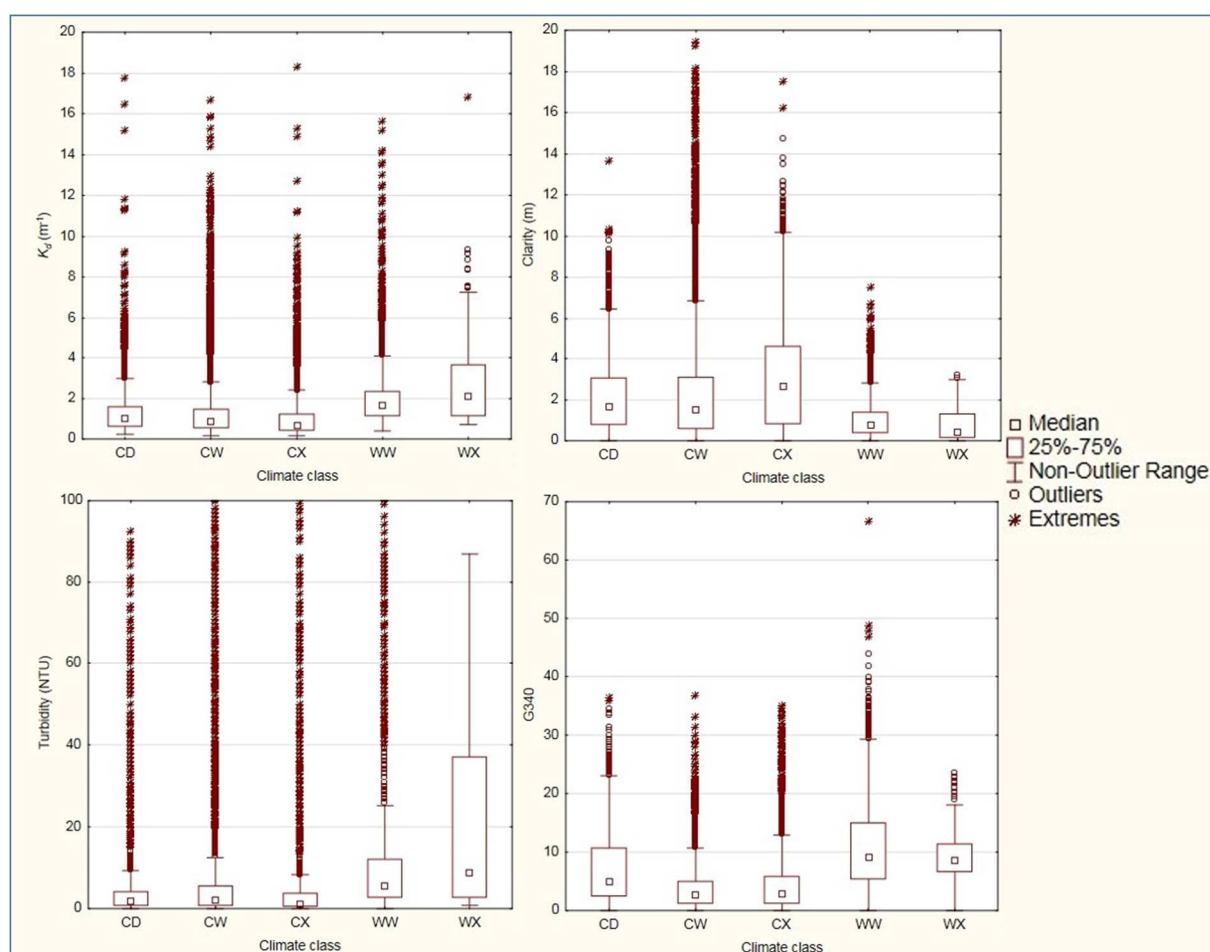 20
18
16
14
12
10
8
6
4
2
0
Kd (m-1)
CD CW CX WW WX
Climate class
20
18
16
14
12
10
8
6
4
2
0
Clarity (m)
CD CW CX WW WX
Climate class
Median
25%-75%
Non-Outlier Range
Outliers
Extremes
100
80
60
40
20
0
Turbidity (NTU)
CD CW CX WW WX
Climate class
70
60
50
40
30
20
10
0
G340
CD CW CX WW WX
Climate class